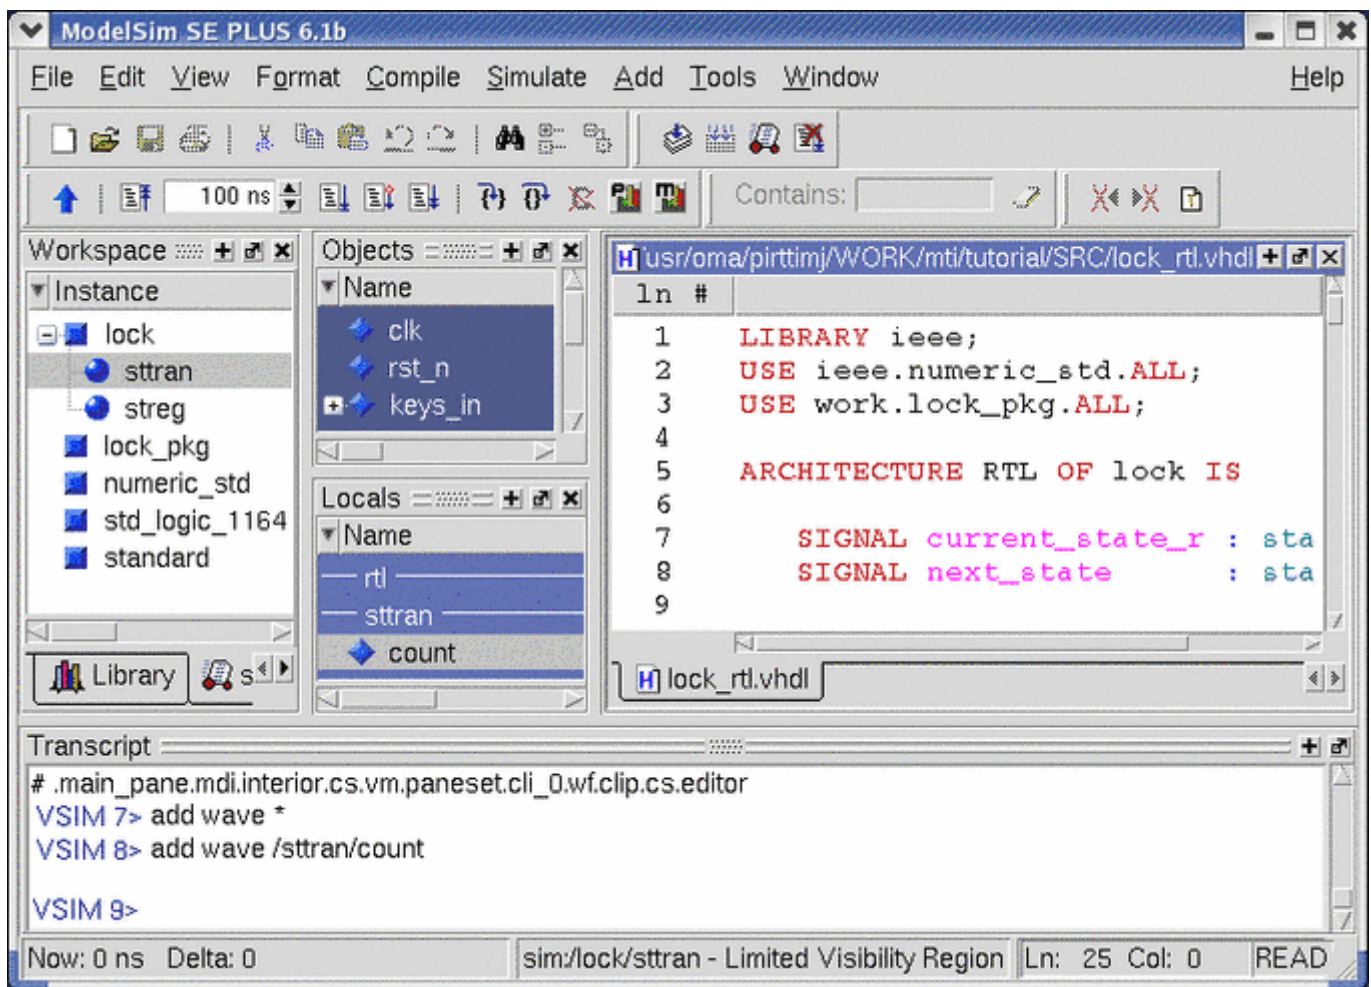 ModelSim SE PLUS 6.1b
File Edit View Format Compile Simulate Add Tools Window Help
100 ns Contains:
Workspace
Instance
lock
sttran
streg
lock_pkg
numeric_std
std_logic_1164
standard
Library s
Objects
Name
clk
rst_n
keys_in
Locals
Name
rtl
sttran
count
usr/oma/pirttimj/WORK/mti/tutorial/SRC/lock_rtl.vhdl
ln #
1 LIBRARY ieee;
2 USE ieee.numeric_std.ALL;
3 USE work.lock_pkg.ALL;
4
5 ARCHITECTURE RTL OF lock IS
6
7 SIGNAL current_state_r : sta
8 SIGNAL next_state : sta
9
H lock_rtl.vhdl
Transcript
# .main_pane.mdi.interior.cs.vm.paneset.cli_0.wf.clip.cs.editor
VSIM 7> add wave *
VSIM 8> add wave /sttran/count
VSIM 9>
Now: 0 ns Delta: 0 sim:/lock/sttran - Limited Visibility Region Ln: 25 Col: 0 READ